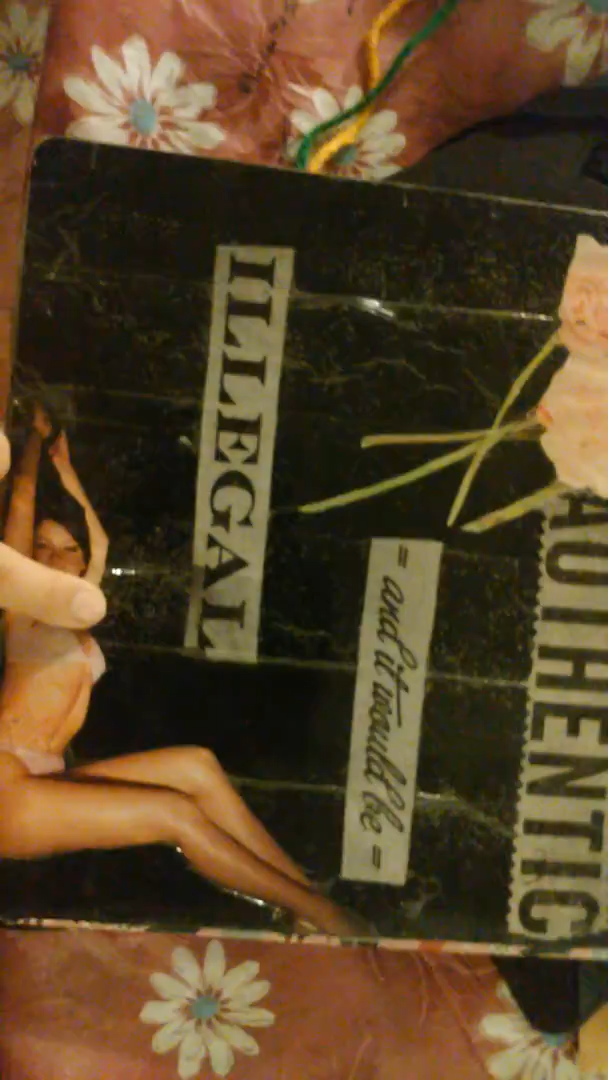 AUTHENTIC
= and it would be =
ILLEGAL